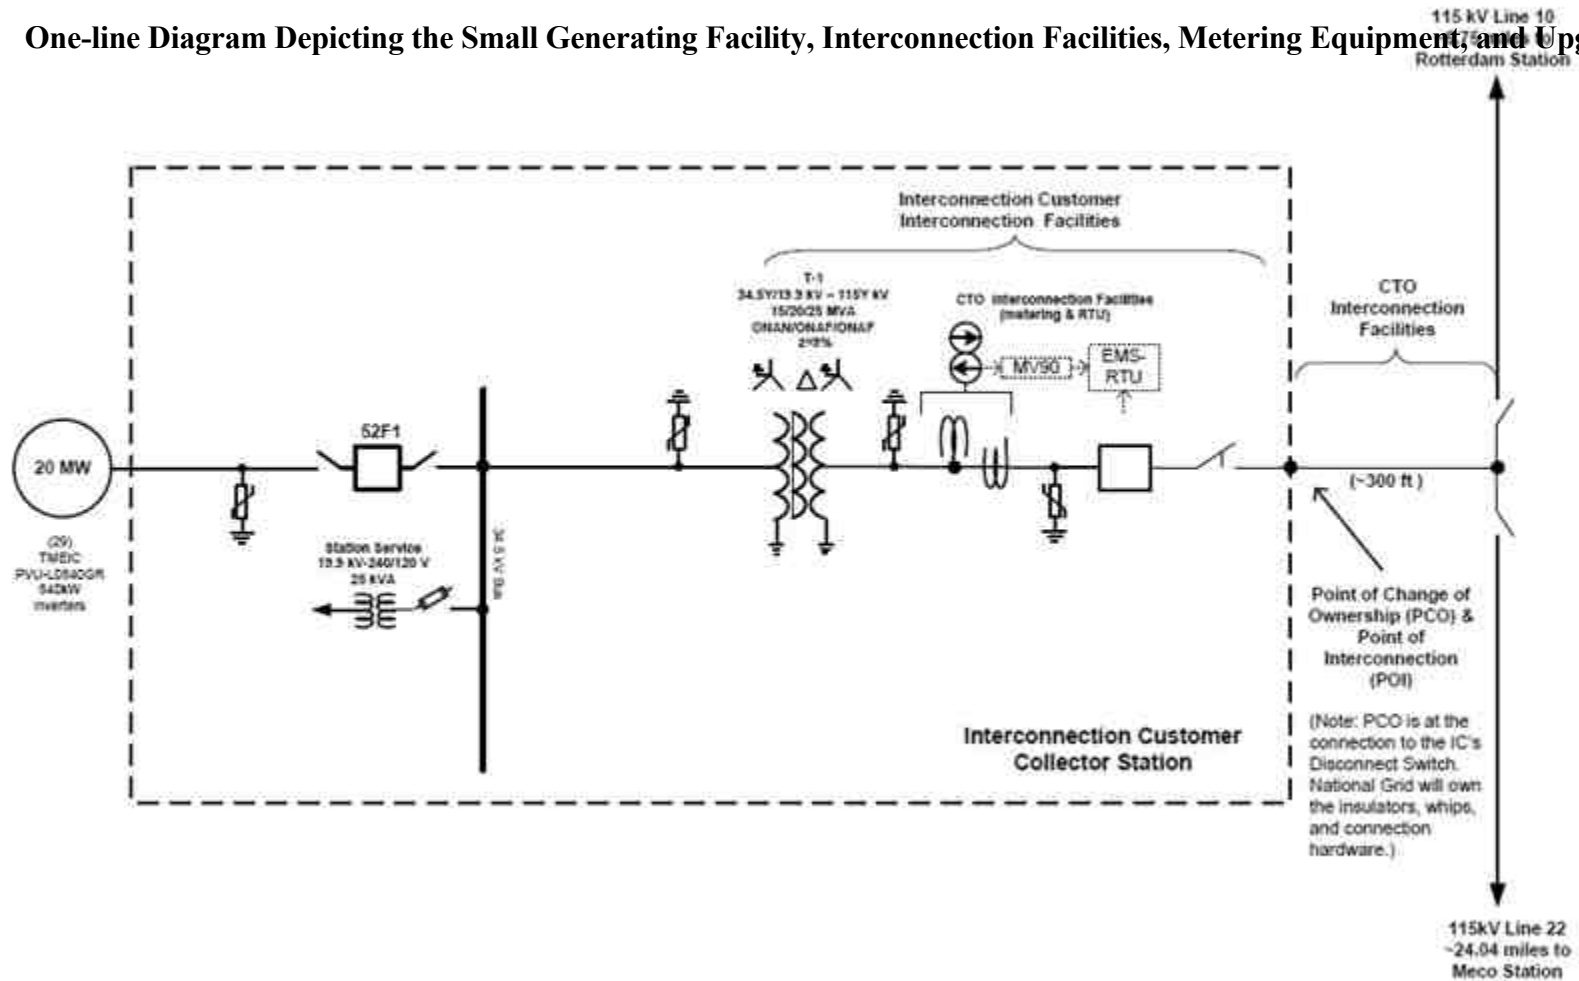 115 kV Line 10
One-line Diagram Depicting the Small Generating Facility, Interconnection Facilities, Metering Equipment, and Upg
Rotterdam Station
Interconnection Customer
Interconnection Facilities
T-1
34.5Y/19.9 kV – 115Y kV
15/20/25 MVA
ONAN/ONAF/ONAF
CTO Interconnection Facilities
(metering & RTU)
MV90
EMS-
RTU
CTO
Interconnection
Facilities
52F1
20 MW
(29)
TMEIC
inverters
Station Service
19.9 kV-240/120 V
25 kVA
34.5 kV Bus
(~300 ft )
Point of Change of
Ownership (PCO) &
Point of
Interconnection
(POI)
(Note: PCO is at the
connection to the IC's
Disconnect Switch.
National Grid will own
the insulators, whips,
and connection
hardware.)
Interconnection Customer
Collector Station
115kV Line 22
~24.04 miles to
Meco Station